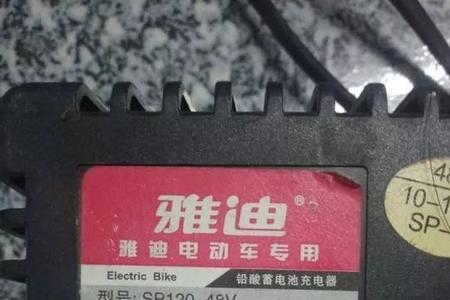 雅迪®
雅迪电动车专用
Electric Bike
铅酸蓄电池充电器
型号: SP120-48V
48
10-1
SP-